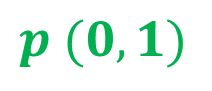 p (0, 1)